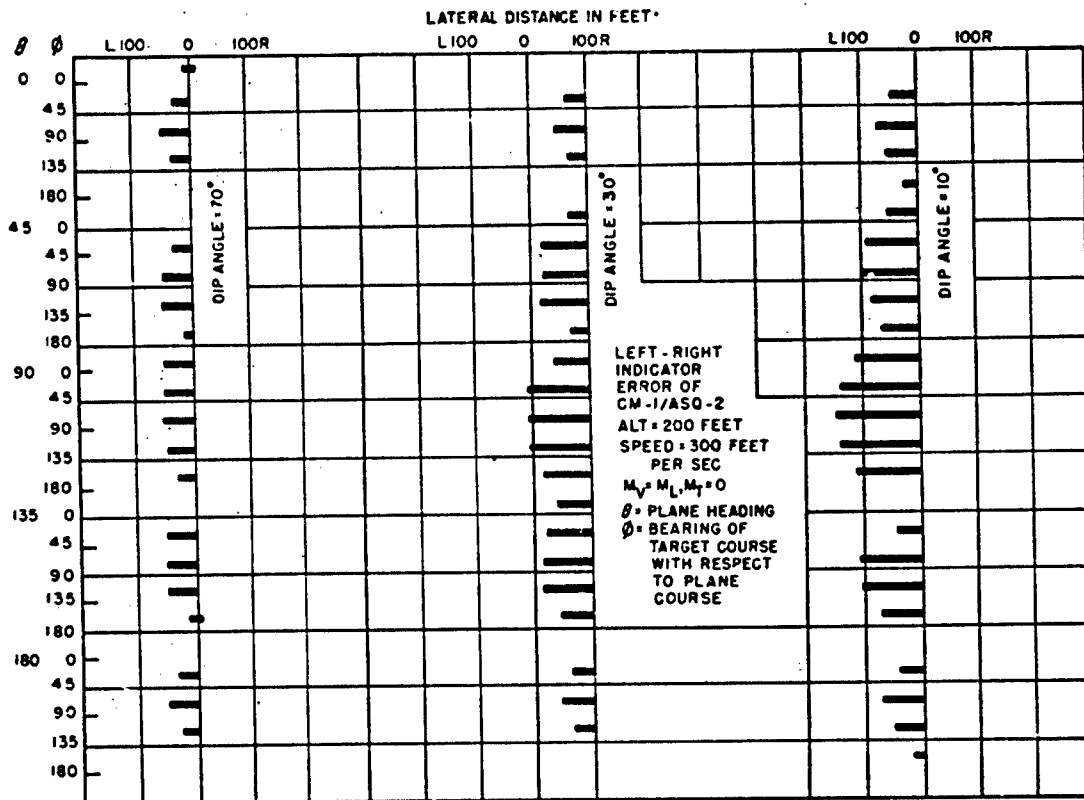 LATERAL DISTANCE IN FEET.
θ φ L100 0 100R L100 0 100R L100 0 100R
0 0
45
90
135
180
45 0
45
90
135
180
90 0
45
90
135
180
135 0
45
90
135
180
180 0
45
90
135
180
DIP ANGLE = 70°
DIP ANGLE = 30°
DIP ANGLE = 10°
LEFT-RIGHT
INDICATOR
ERROR OF
CM-1/ASQ-2
ALT = 200 FEET
SPEED = 300 FEET
PER SEC
MV = ML, MT = 0
θ = PLANE HEADING
φ = BEARING OF
TARGET COURSE
WITH RESPECT
TO PLANE
COURSE